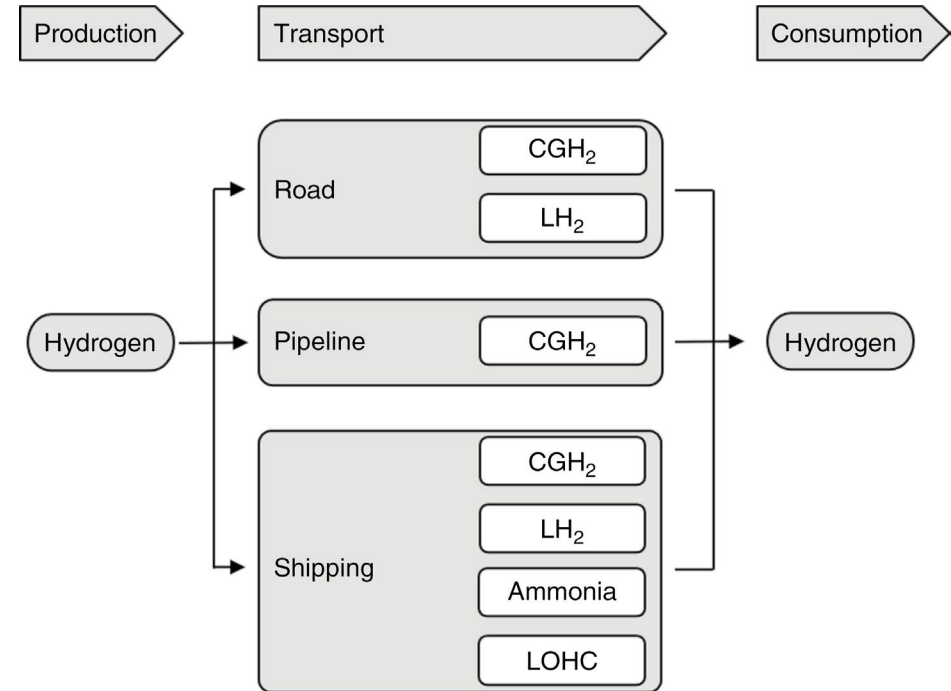 Production
Transport
Consumption
Hydrogen
Road
CGH₂
LH₂
Pipeline
CGH₂
Shipping
CGH₂
LH₂
Ammonia
LOHC
Hydrogen